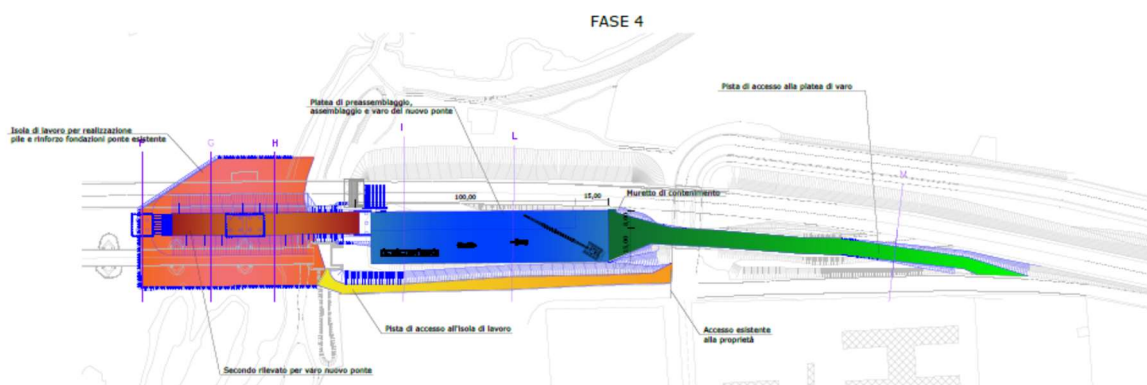 FASE 4
Pista di accesso alla platea di varo
Platea di preassemblaggio,
assemblaggio e varo del nuovo ponte
Isola di lavoro per realizzazione
pile e rinforzo fondazioni ponte esistente
F
G
H
I
L
M
100,00
15,00
Muretto di contenimento
Pista di accesso all'isola di lavoro
Accesso esistente
alla proprietà
Secondo rilevato per varo nuovo ponte